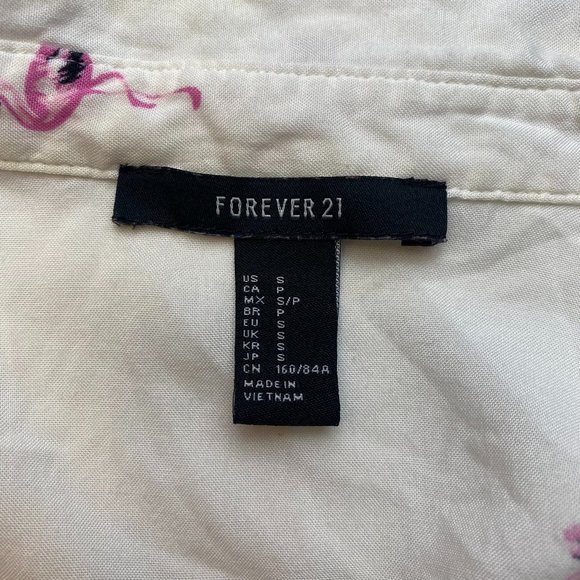 FOREVER 21
US S
CA P
MX S/P
BR P
EU S
UK S
KR S
JP S
CN 160/84A
MADE IN
VIETNAM